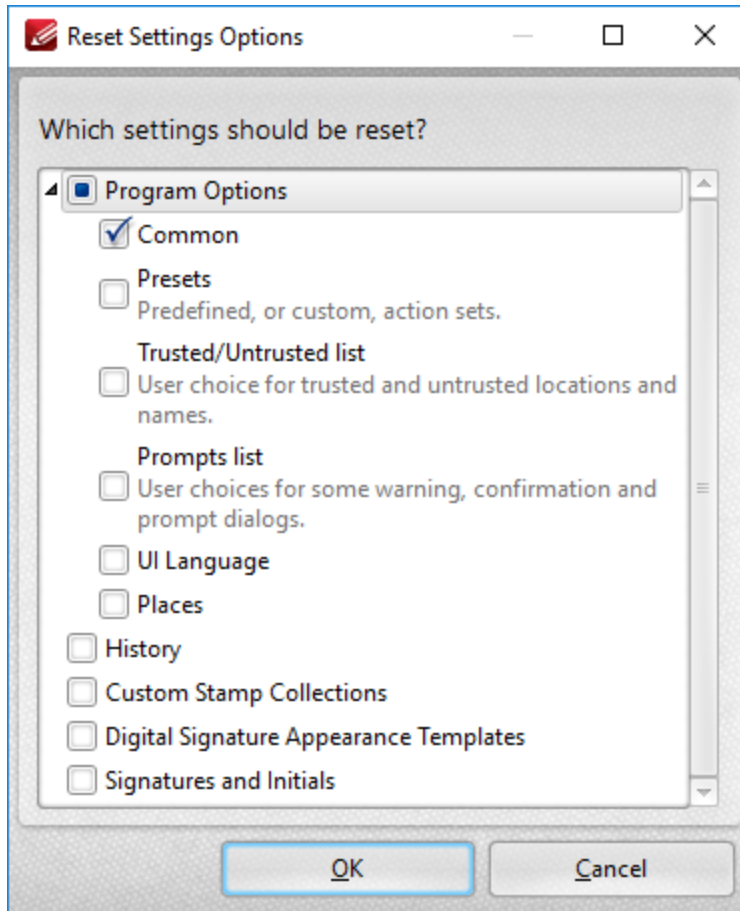 Reset Settings Options
Which settings should be reset?
Program Options
Common
Presets
Predefined, or custom, action sets.
Trusted/Untrusted list
User choice for trusted and untrusted locations and
names.
Prompts list
User choices for some warning, confirmation and
prompt dialogs.
UI Language
Places
History
Custom Stamp Collections
Digital Signature Appearance Templates
Signatures and Initials
OK Cancel